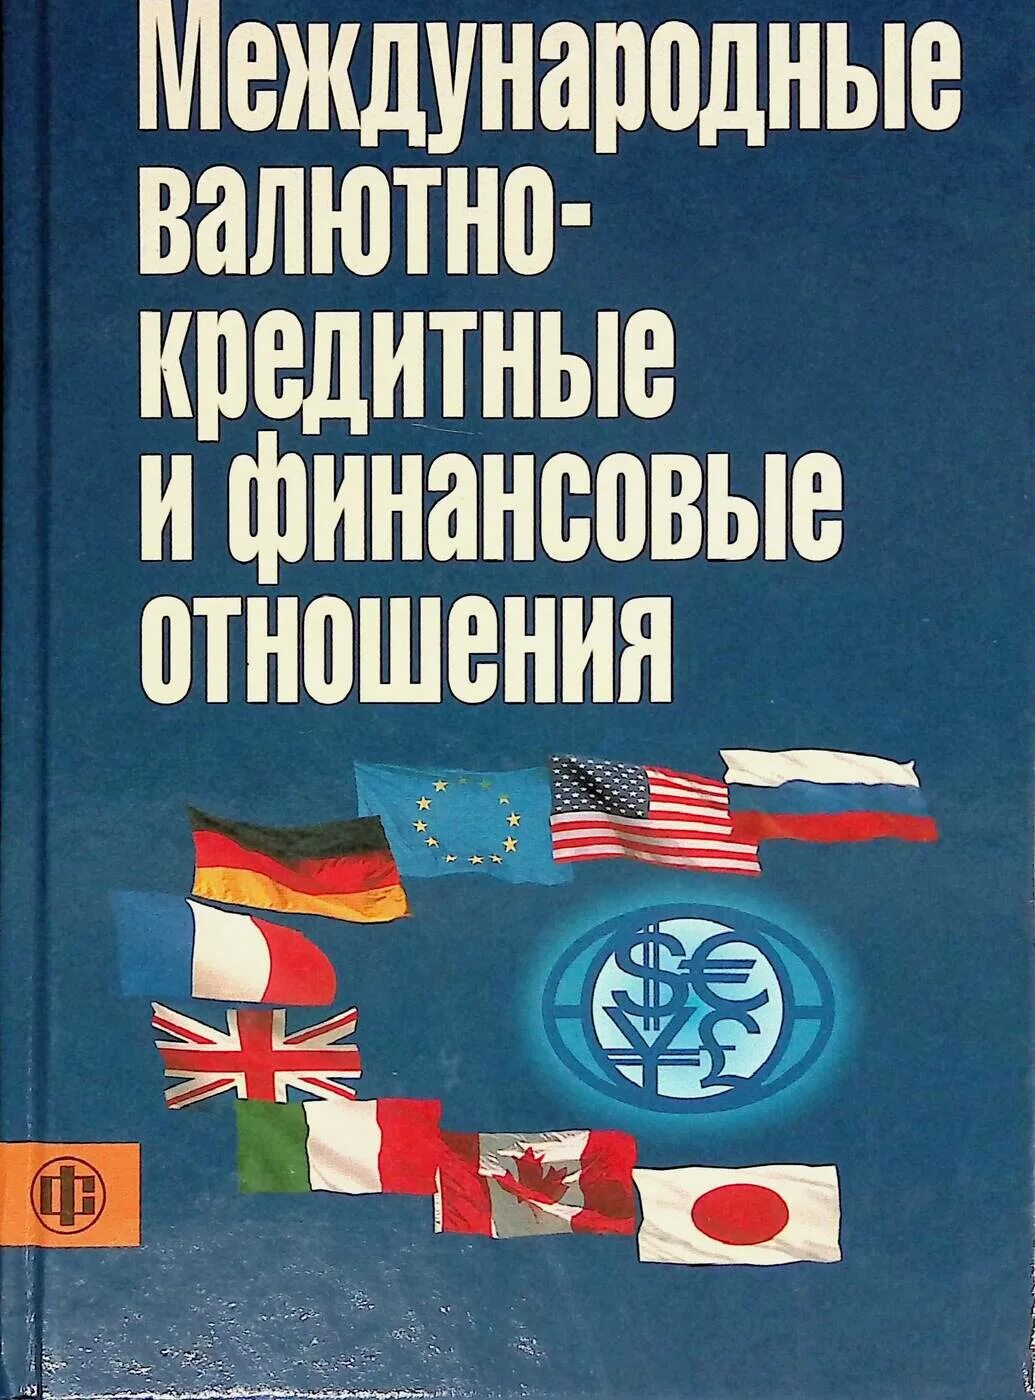 Международные
валютно-
кредитные
и финансовые
отношения
$€
¥£
фс